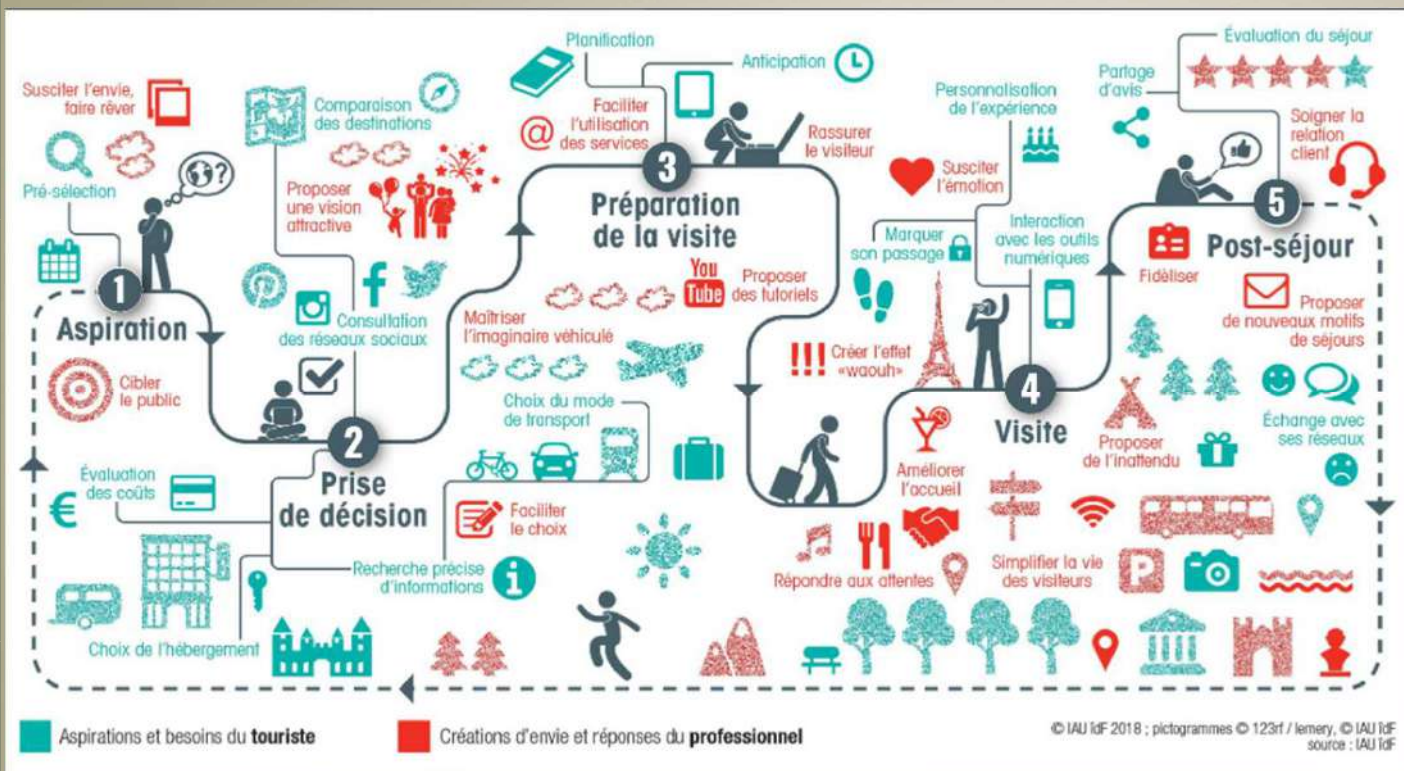 Susciter l'envie,
faire rêver
Pré-sélection
1
Aspiration
Cibler
le public
Comparaison
des destinations
Proposer
une vision
attractive
Consultation
des réseaux sociaux
2
Prise
de décision
Évaluation
des coûts
€
Choix de l'hébergement
Recherche précise
d'informations
i
Faciliter
le choix
Choix du mode
de transport
Maîtriser
l'imaginaire véhiculé
Planification
Anticipation
@
Faciliter
l'utilisation
des services
Rassurer
le visiteur
3
Préparation
de la visite
You
Tube
Proposer
des tutoriels
Personnalisation
de l'expérience
Susciter
l'émotion
Marquer
son passage
Interaction
avec les outils
numériques
!!! Créer l'effet
«waouh»
4
Visite
Améliorer
l'accueil
Répondre aux attentes
Simplifier la vie
des visiteurs
P
Proposer
de l'inattendu
Évaluation du séjour
Partage
d'avis
Soigner la
relation
client
5
Post-séjour
Fidèliser
Proposer
de nouveaux motifs
de séjours
Échange avec
ses réseaux
Aspirations et besoins du touriste
Créations d'envie et réponses du professionnel
© IAU îdF 2018 ; pictogrammes © 123rf / lemery, © IAU îdF
source : IAU îdF